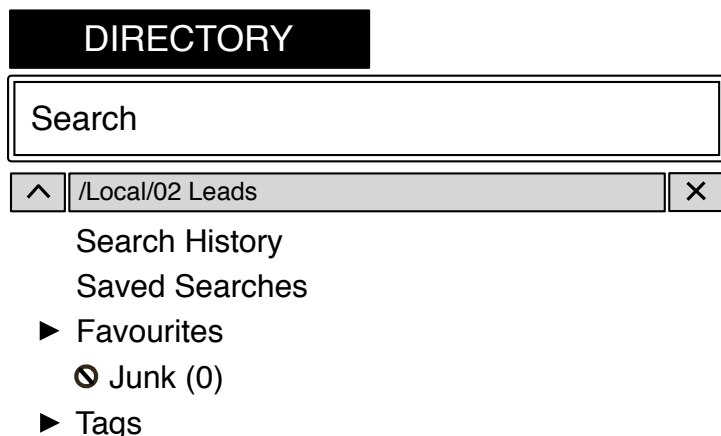 DIRECTORY
Search
/Local/02 Leads
Search History
Saved Searches
Favourites
Junk (0)
Tags